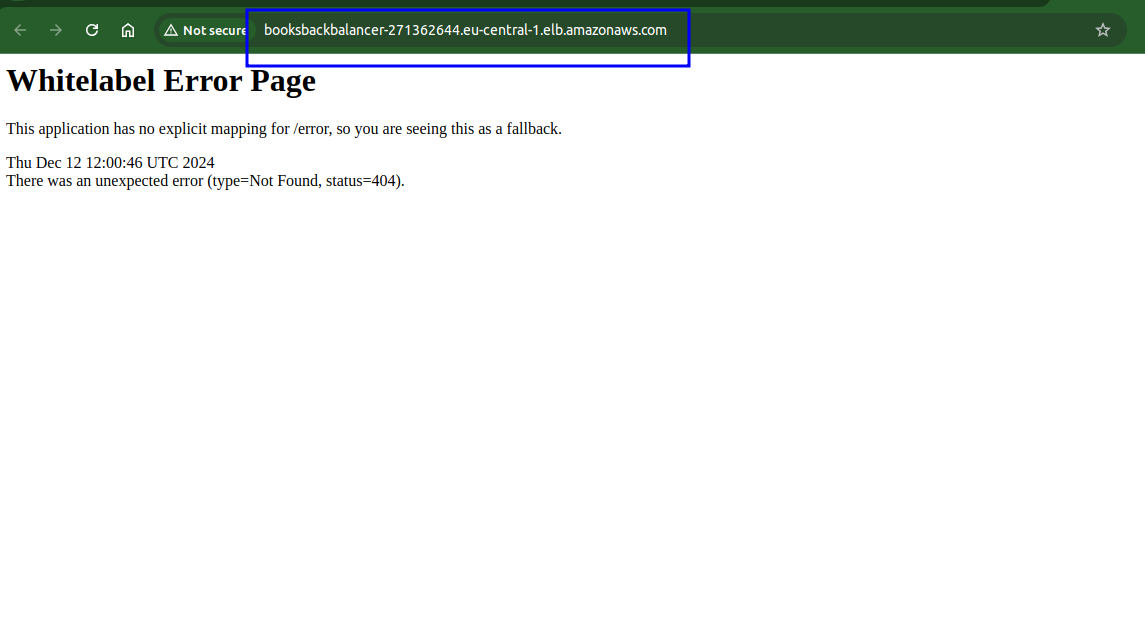 Not secure booksbackbalancer-271362644.eu-central-1.elb.amazonaws.com
Whitelabel Error Page
This application has no explicit mapping for /error, so you are seeing this as a fallback.
Thu Dec 12 12:00:46 UTC 2024
There was an unexpected error (type=Not Found, status=404).